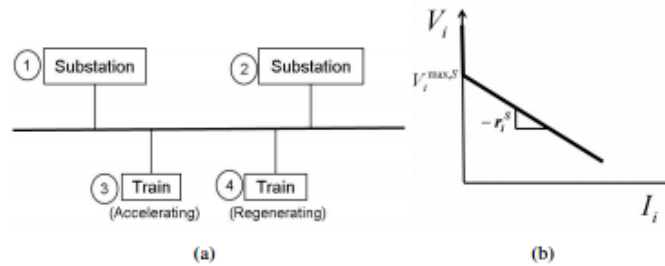 1 Substation 2 Substation
3 Train 4 Train
(Accelerating) (Regenerating)
(a)
V_i
V_i^{max,S}
-r_i^S
I_i
(b)